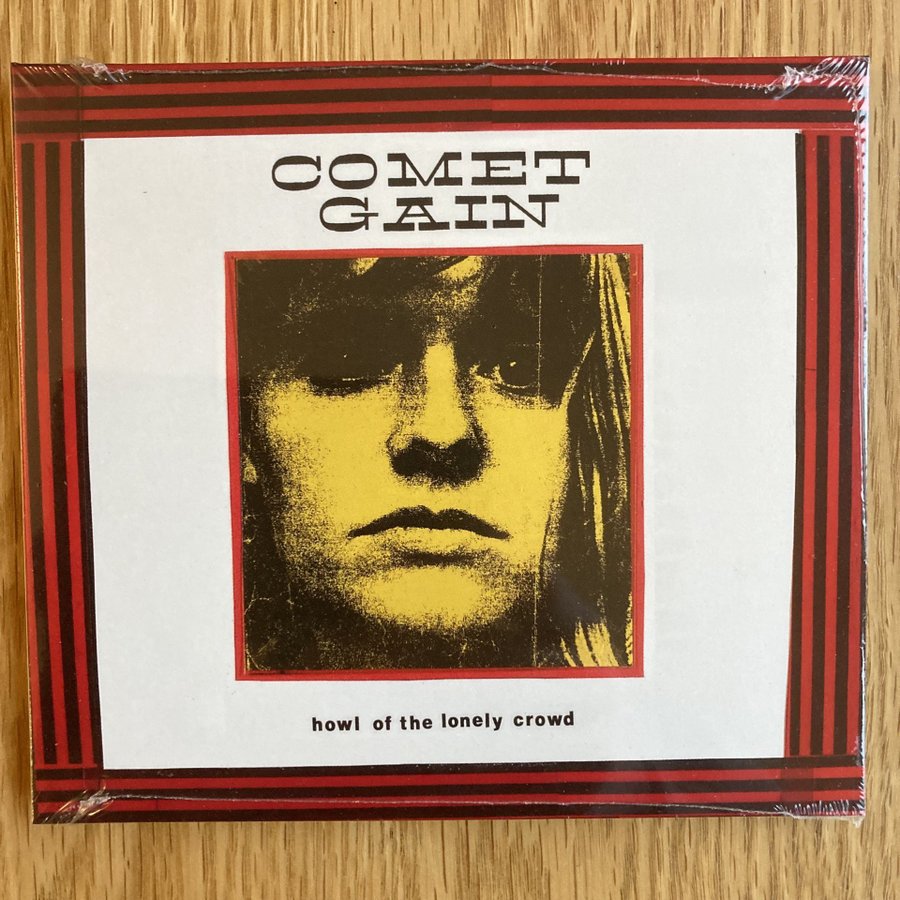 COMET
GAIN
howl of the lonely crowd